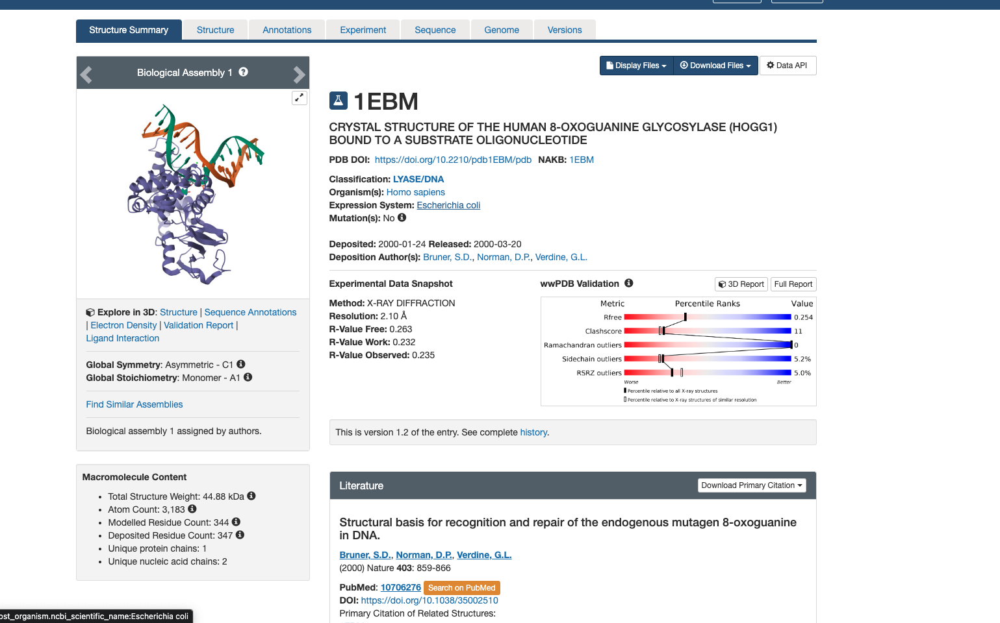 Structure Summary
Structure
Annotations
Experiment
Sequence
Genome
Versions
Biological Assembly 1
Display Files
Download Files
Data API
1EBM
CRYSTAL STRUCTURE OF THE HUMAN 8-OXOGUANINE GLYCOSYLASE (HOGG1)
BOUND TO A SUBSTRATE OLIGONUCLEOTIDE
PDB DOI: https://doi.org/10.2210/pdb1EBM/pdb NAKB: 1EBM
Classification: LYASE/DNA
Organism(s): Homo sapiens
Expression System: Escherichia coli
Mutation(s): No
Deposited: 2000-01-24 Released: 2000-03-20
Deposition Author(s): Bruner, S.D., Norman, D.P., Verdine, G.L.
Experimental Data Snapshot
Method: X-RAY DIFFRACTION
Resolution: 2.10 Å
R-Value Free: 0.263
R-Value Work: 0.232
R-Value Observed: 0.235
wwPDB Validation
3D Report
Full Report
Metric Percentile Ranks Value
Rfree 0.254
Clashscore 11
Ramachandran outliers 0
Sidechain outliers 5.2%
RSRZ outliers 5.0%
Worse Better
Percentile relative to all X-ray structures
Percentile relative to X-ray structures of similar resolution
Explore in 3D: Structure | Sequence Annotations
| Electron Density | Validation Report |
Ligand Interaction
Global Symmetry: Asymmetric - C1
Global Stoichiometry: Monomer - A1
Find Similar Assemblies
Biological assembly 1 assigned by authors.
This is version 1.2 of the entry. See complete history.
Macromolecule Content
• Total Structure Weight: 44.88 kDa
• Atom Count: 3,183
• Modelled Residue Count: 344
• Deposited Residue Count: 347
• Unique protein chains: 1
• Unique nucleic acid chains: 2
Literature
Download Primary Citation
Structural basis for recognition and repair of the endogenous mutagen 8-oxoguanine
in DNA.
Bruner, S.D., Norman, D.P., Verdine, G.L.
(2000) Nature 403: 859-866
PubMed: 10706276 Search on PubMed
DOI: https://doi.org/10.1038/35002510
Primary Citation of Related Structures:
ost_organism.ncbi_scientific_name:Escherichia coli